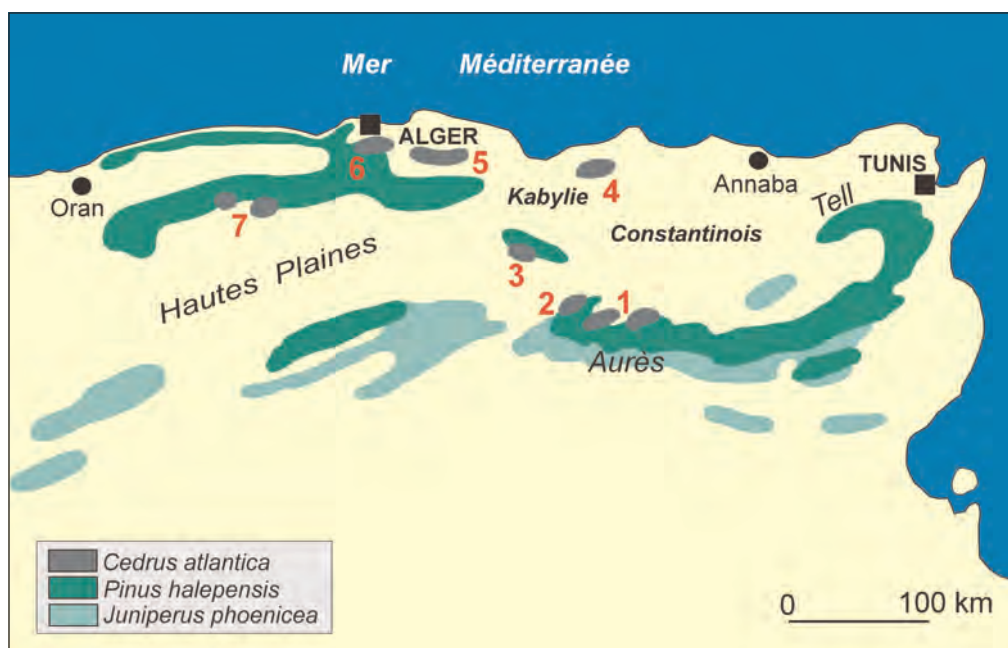 Mer Méditerranée
ALGER
6
5
4
Annaba
TUNIS
Oran
Kabylie
Tell
7
Constantinois
Hautes Plaines
3
2
1
Aurès
Cedrus atlantica
Pinus halepensis
Juniperus phoenicea
0 100 km